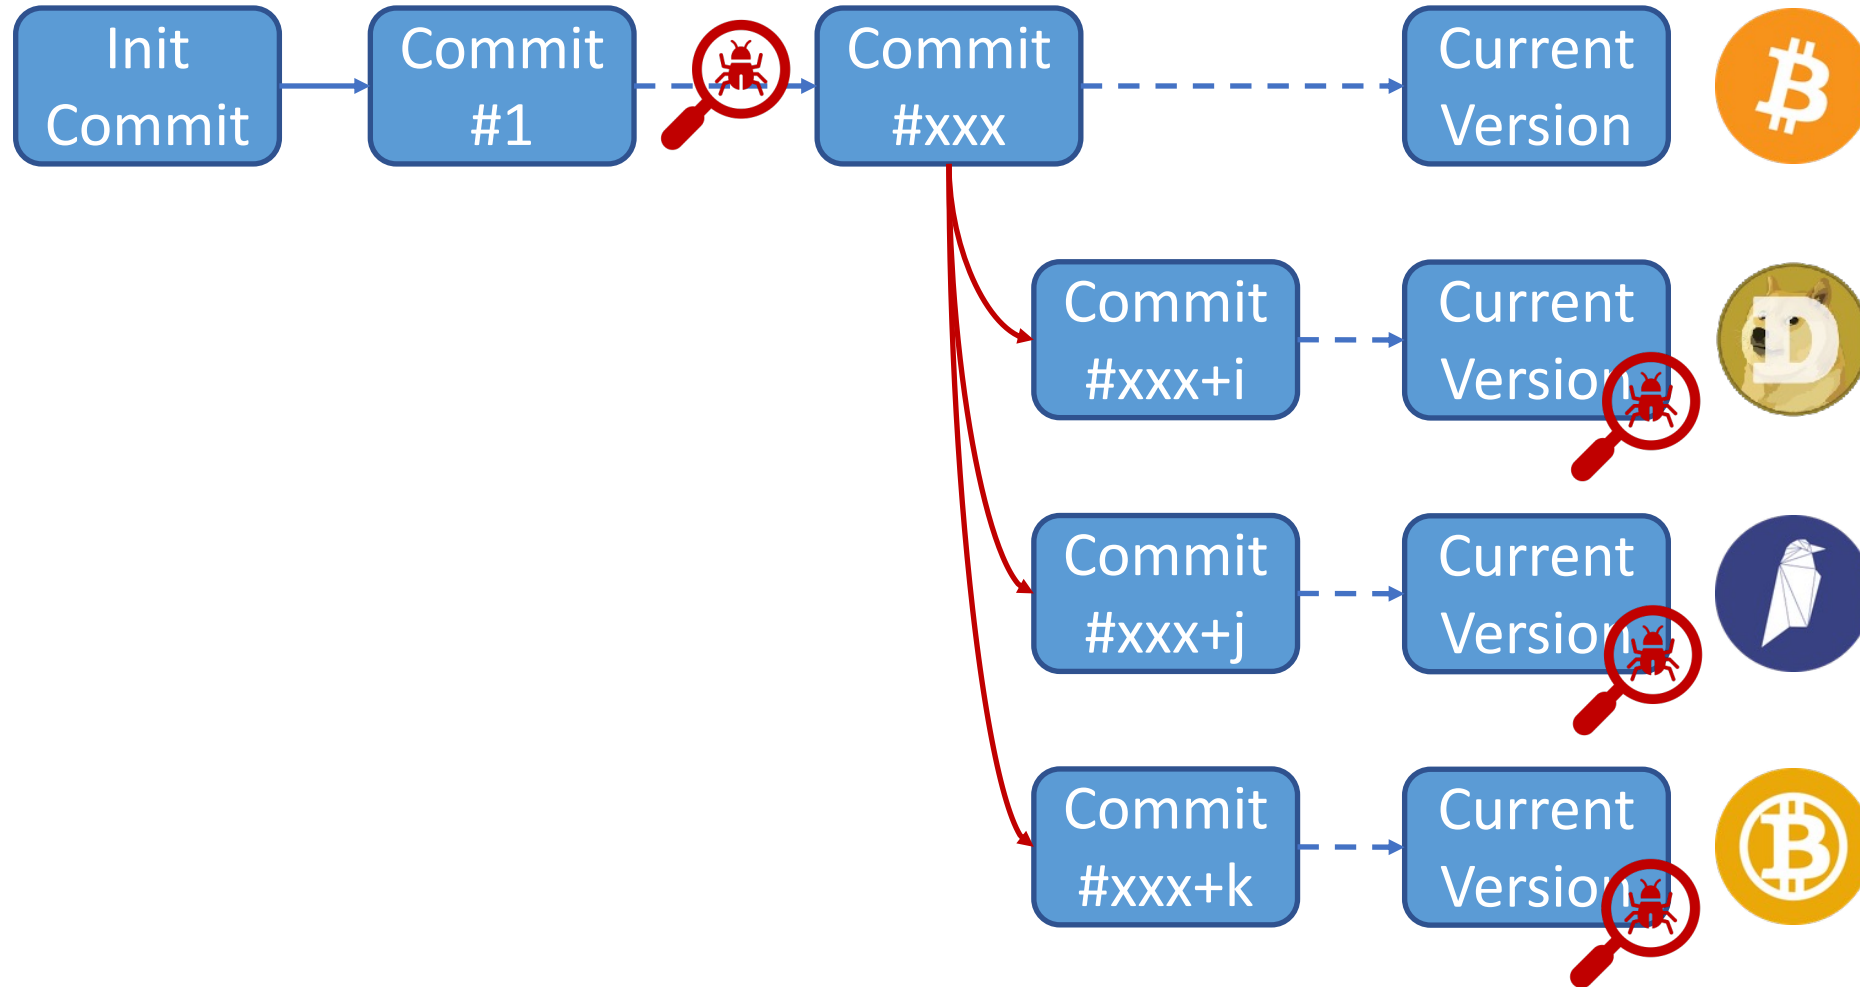 Init
Commit
Commit
#1
Commit
#xxx
Current
Version
Commit
#xxx+i
Current
Version
Commit
#xxx+j
Current
Version
Commit
#xxx+k
Current
Version